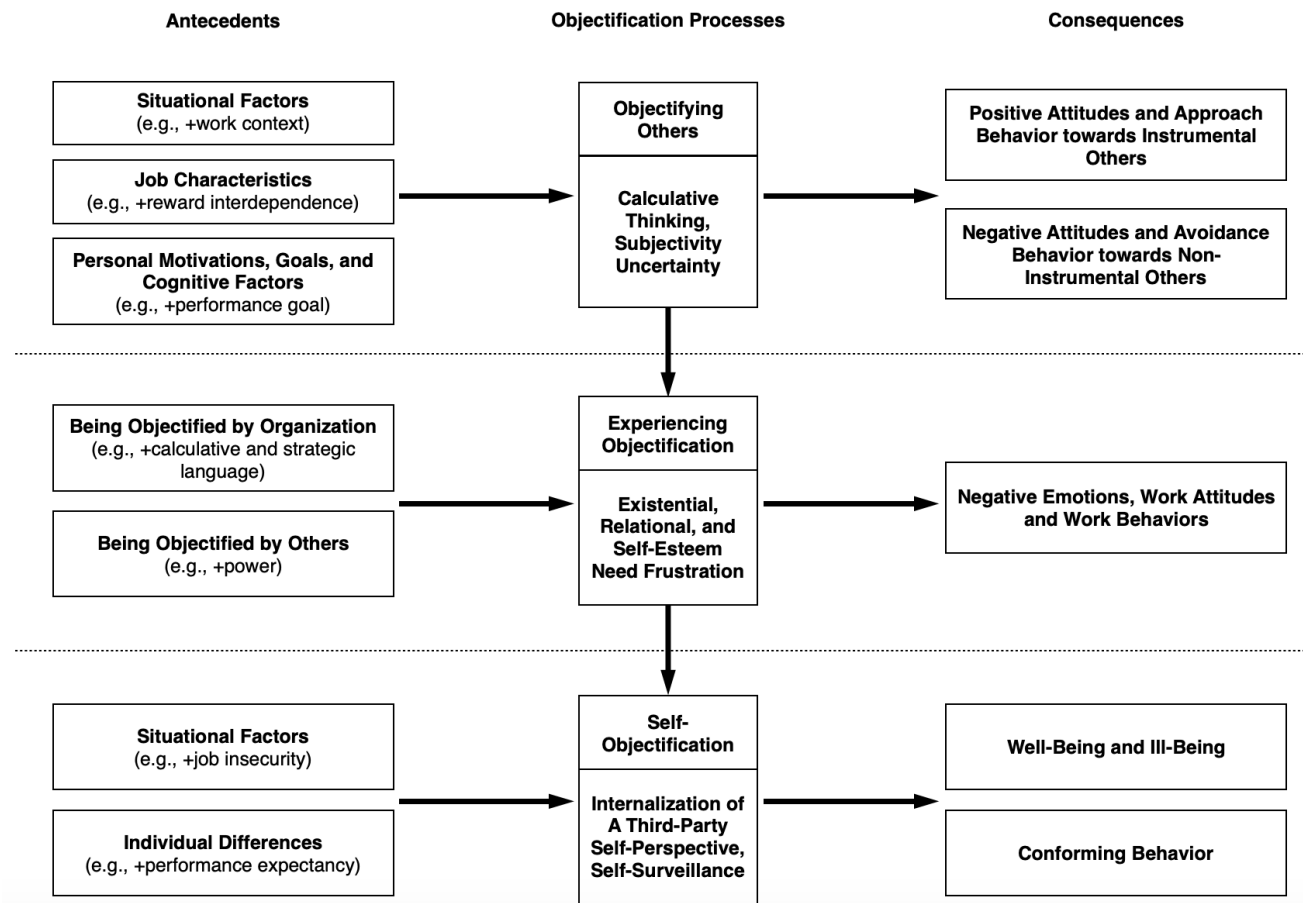 Antecedents
Objectification Processes
Consequences
Situational Factors
(e.g., +work context)
Job Characteristics
(e.g., +reward interdependence)
Personal Motivations, Goals, and
Cognitive Factors
(e.g., +performance goal)
Objectifying
Others
Calculative
Thinking,
Subjectivity
Uncertainty
Positive Attitudes and Approach
Behavior towards Instrumental
Others
Negative Attitudes and Avoidance
Behavior towards Non-
Instrumental Others
Being Objectified by Organization
(e.g., +calculative and strategic
language)
Being Objectified by Others
(e.g., +power)
Experiencing
Objectification
Existential,
Relational, and
Self-Esteem
Need Frustration
Negative Emotions, Work Attitudes
and Work Behaviors
Situational Factors
(e.g., +job insecurity)
Individual Differences
(e.g., +performance expectancy)
Self-
Objectification
Internalization of
A Third-Party
Self-Perspective,
Self-Surveillance
Well-Being and Ill-Being
Conforming Behavior